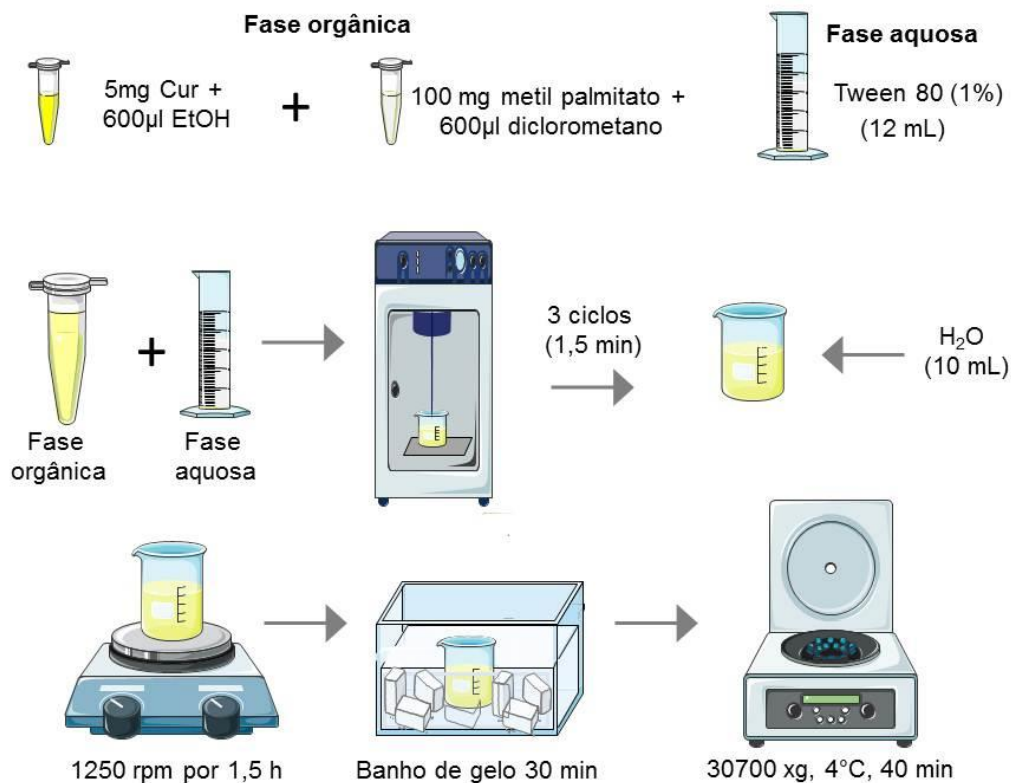 Fase orgânica
5mg Cur +
600µl EtOH
+
100 mg metil palmitato +
600µl diclorometano
Fase aquosa
Tween 80 (1%)
(12 mL)
+
Fase
orgânica
Fase
aquosa
3 ciclos
(1,5 min)
H₂O
(10 mL)
1250 rpm por 1,5 h
Banho de gelo 30 min
30700 xg, 4°C, 40 min